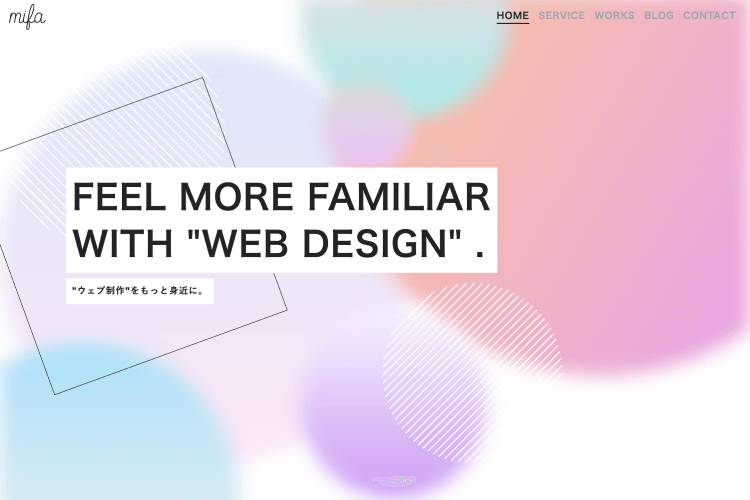 mifa
HOME SERVICE WORKS BLOG CONTACT
FEEL MORE FAMILIAR
WITH "WEB DESIGN" .
"ウェブ制作"をもっと身近に。